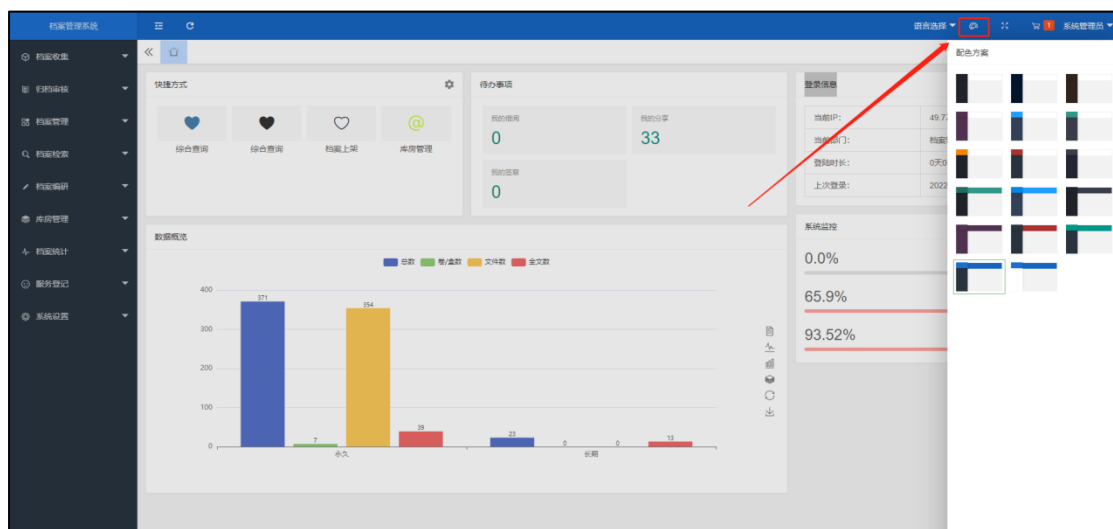 档案管理系统
语言选择
1
系统管理员
档案收集
归档审核
档案管理
档案检索
档案编研
库房管理
档案统计
服务登记
系统设置
快捷方式
综合查询
综合查询
档案上架
@
库房管理
待办事项
我的借阅
0
我的分享
33
我的签章
0
登录信息
当前IP:
49.7
当前部门:
登陆时长:
0天0
上次登录:
2022
配色方案
数据概览
总数
卷/盒数
文件数
全文数
400
300
200
100
0
371
7
354
39
23
0
0
13
永久
长期
系统监控
0.0%
65.9%
93.52%